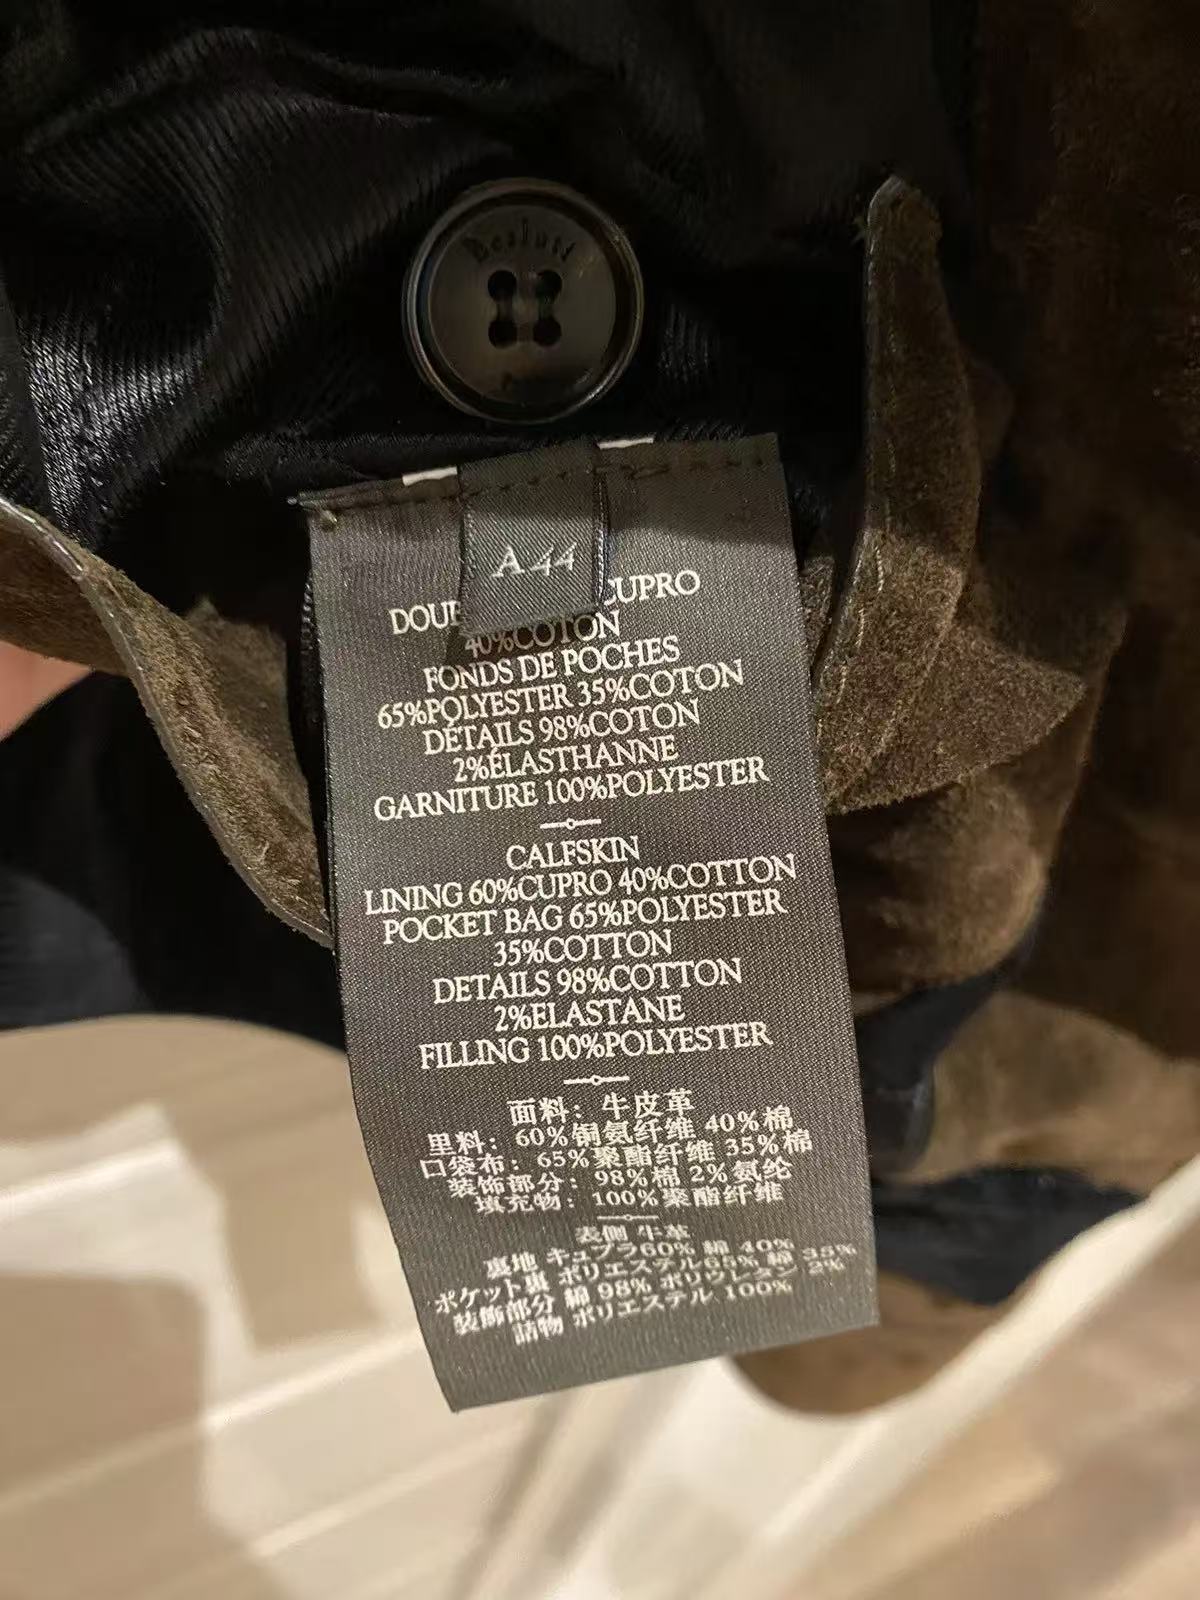 Berluti
A 44
CUPRO
40%COTON
FONDS DE POCHES
65%POLYESTER 35%COTON
DÉTAILS 98%COTON
2%ÉLASTHANNE
GARNITURE 100%POLYESTER
CALFSKIN
LINING 60%CUPRO 40%COTTON
POCKET BAG 65%POLYESTER
35%COTTON
DETAILS 98%COTTON
2%ELASTANE
FILLING 100%POLYESTER
面料: 牛皮革
里料: 60%铜氨纤维 40%棉
口袋布: 65%聚酯纤维 35%棉
装饰部分: 98%棉 2%氨纶
填充物: 100%聚酯纤维
表側 牛革
裏地 キュプラ60% 綿 40%
ポケット裏 ポリエステル65% 綿 35%
装飾部分 綿 98% ポリウレタン 2%
詰物 ポリエステル 100%